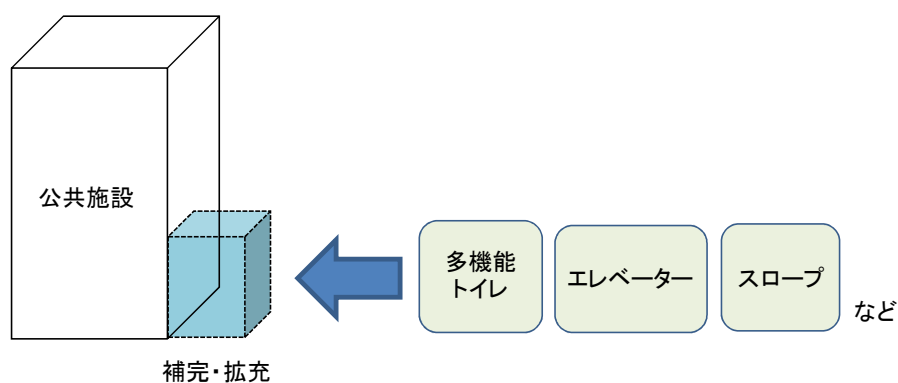 公共施設
多機能
トイレ
エレベーター
スロープ
など
補完・拡充